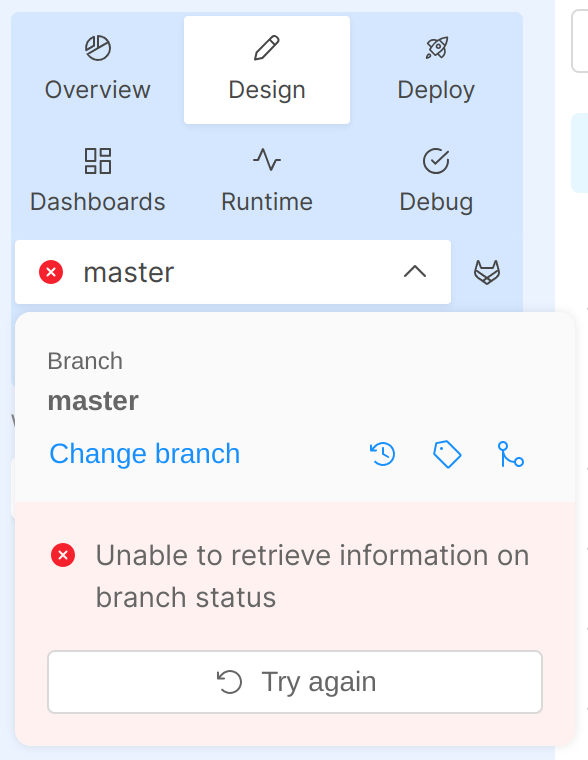 Overview
Design
Deploy
Dashboards
Runtime
Debug
master
Branch
master
Change branch
Unable to retrieve information on
branch status
Try again